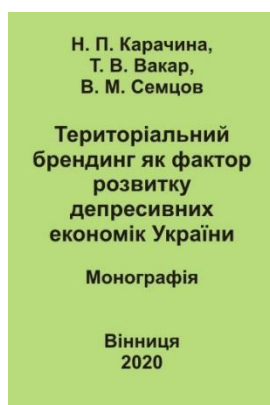 Н. П. Карачина,
Т. В. Вакар,
В. М. Семцов
Територіальний
брендинг як фактор
розвитку
депресивних
економік України
Монографія
Вінниця
2020